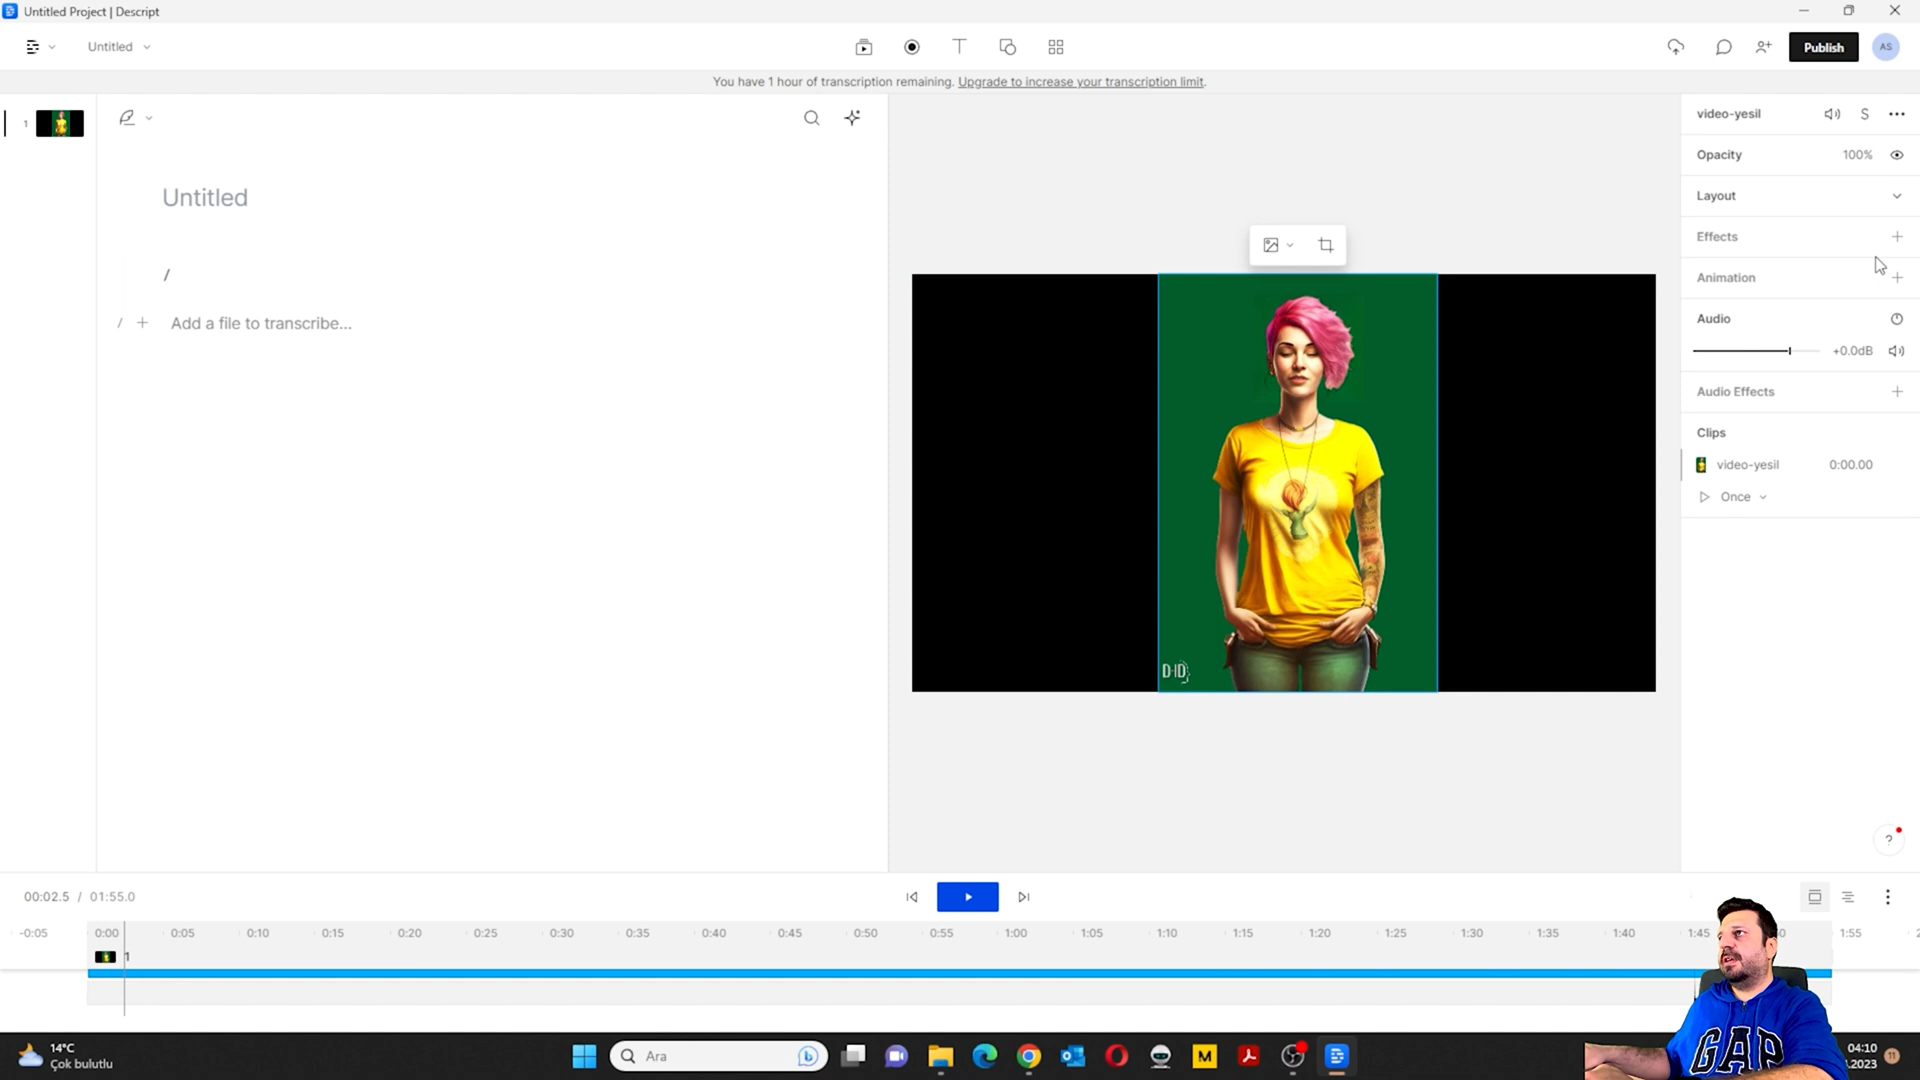 Untitled Project | Descript
Untitled
Publish
AS
You have 1 hour of transcription remaining. Upgrade to increase your transcription limit.
1
video-yesil
S
Opacity
100%
Untitled
Layout
Effects
/
Animation
/ + Add a file to transcribe...
Audio
+0.0dB
Audio Effects
Clips
video-yesil
0:00.00
Once
D-ID
?
00:02.5 / 01:55.0
-0:05
0:00
0:05
0:10
0:15
0:20
0:25
0:30
0:35
0:40
0:45
0:50
0:55
1:00
1:05
1:10
1:15
1:20
1:25
1:30
1:35
1:40
1:45
1:55
1
GAP
14°C
Çok bulutlu
Ara
M
04:10
.2023
11